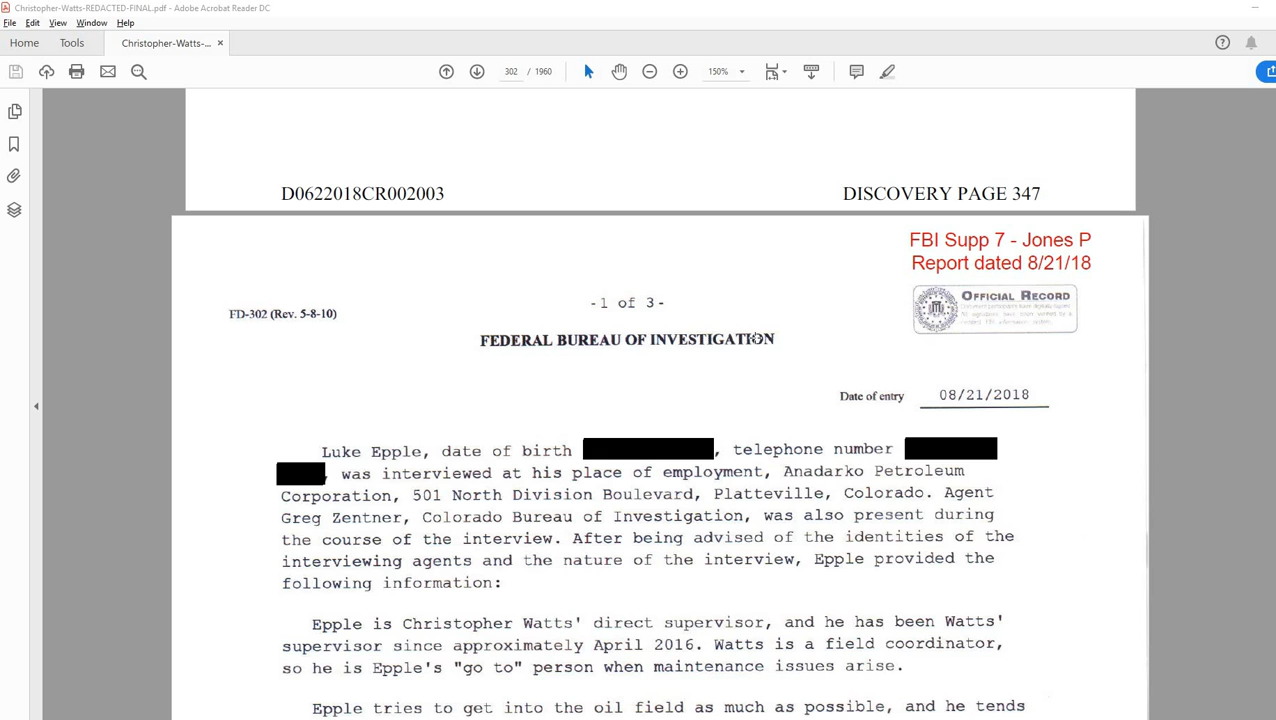 Christopher-Watts-REDACTED-FINAL.pdf - Adobe Acrobat Reader DC
File Edit View Window Help
Home Tools Christopher-Watts-... ×
302 / 1960 150%
D0622018CR002003 DISCOVERY PAGE 347
FBI Supp 7 - Jones P
Report dated 8/21/18
-1 of 3-
OFFICIAL RECORD
FD-302 (Rev. 5-8-10)
FEDERAL BUREAU OF INVESTIGATION
Date of entry 08/21/2018
Luke Epple, date of birth , telephone number
, was interviewed at his place of employment, Anadarko Petroleum
Corporation, 501 North Division Boulevard, Platteville, Colorado. Agent
Greg Zentner, Colorado Bureau of Investigation, was also present during
the course of the interview. After being advised of the identities of the
interviewing agents and the nature of the interview, Epple provided the
following information:
Epple is Christopher Watts' direct supervisor, and he has been Watts'
supervisor since approximately April 2016. Watts is a field coordinator,
so he is Epple's "go to" person when maintenance issues arise.
Epple tries to get into the oil field as much as possible, and he tends